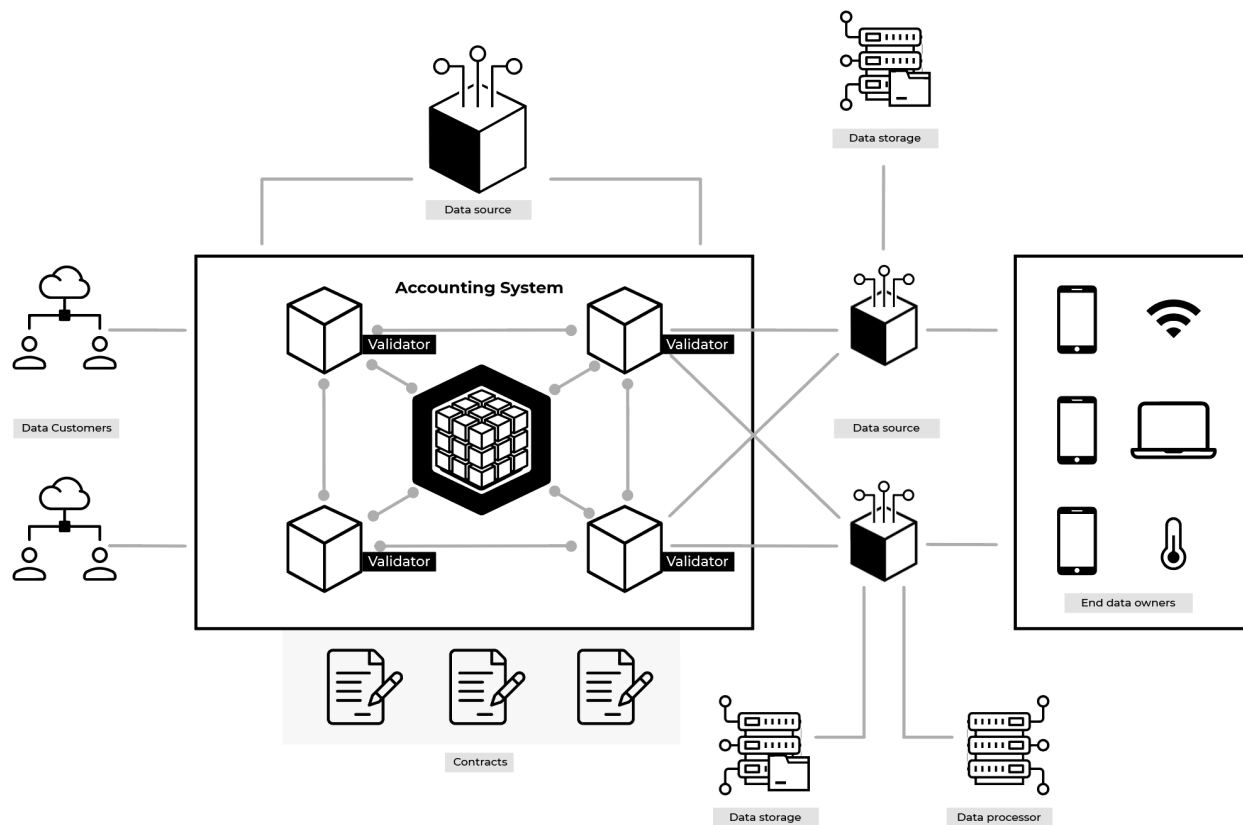 Data storage
Data source
Accounting System
Validator
Validator
Data Customers
Data source
Validator
Validator
End data owners
Contracts
Data storage
Data processor